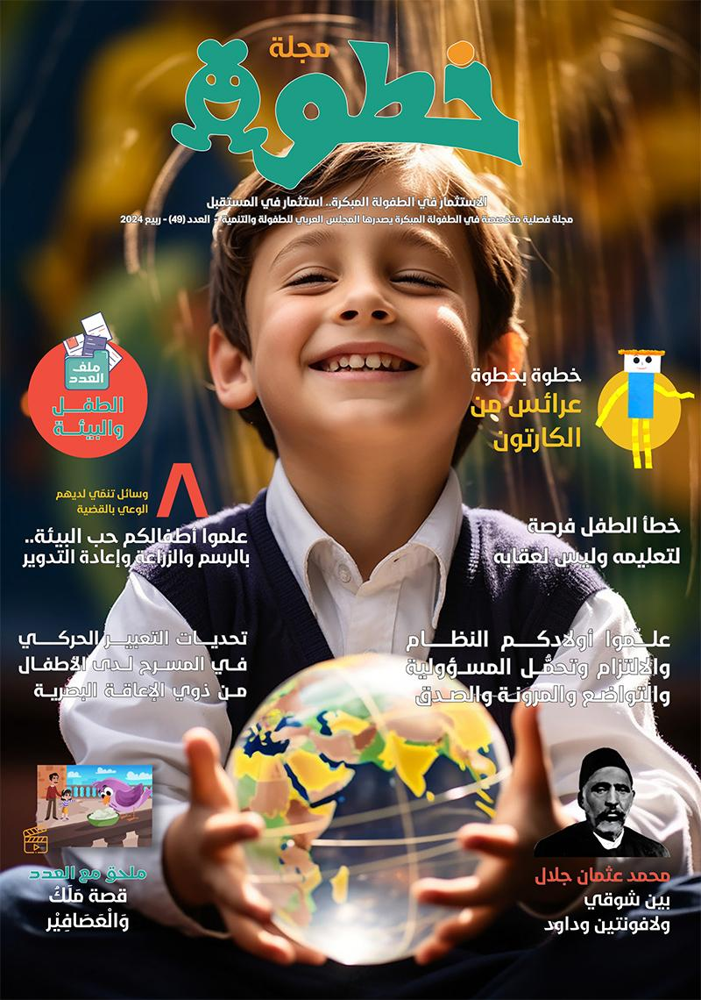 مجلة
خطوة
الاستثمار في الطفولة المبكرة.. استثمار في المستقبل
مجلة فصلية متخصصة في الطفولة المبكرة يصدرها المجلس العربي للطفولة والتنمية - العدد (49) - ربيع 2024
خطوة بخطوة
عرائس من
الكارتون
خطأ الطفل فرصة
لتعليمه وليس لعقابه
علّموا أولادكم النظام
والالتزام وتحمُّل المسؤولية
والتواضع والمرونة والصدق
محمد عثمان جلال
بين شوقي
ولافونتين وداود
ملف
العدد
الطفل
والبيئة
٨
وسائل تنمّي لديهم
الوعي بالقضية
علموا أطفالكم حب البيئة..
بالرسم والزراعة وإعادة التدوير
تحديات التعبير الحركي
في المسرح لدى الأطفال
من ذوي الإعاقة البصرية
ملحق مع العدد
قصة مَلَكُ
وَالْعَصَافِيْر